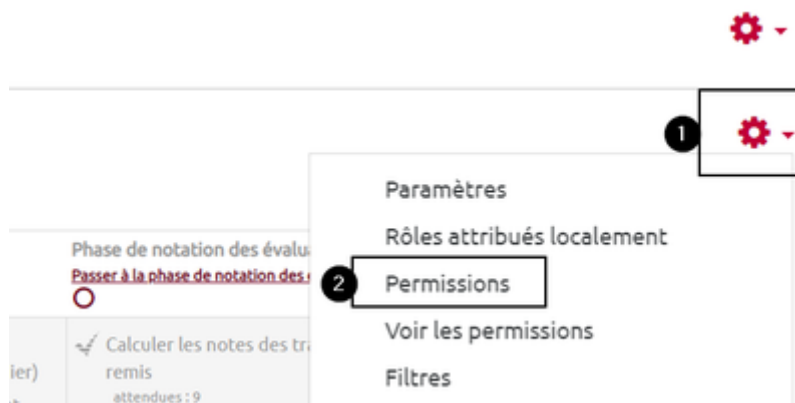 1
Paramètres
Rôles attribués localement
Phase de notation des évalu
Passer à la phase de notation des
2
Permissions
Voir les permissions
Calculer les notes des tra
ier)
remis
Filtres
attendues : 9